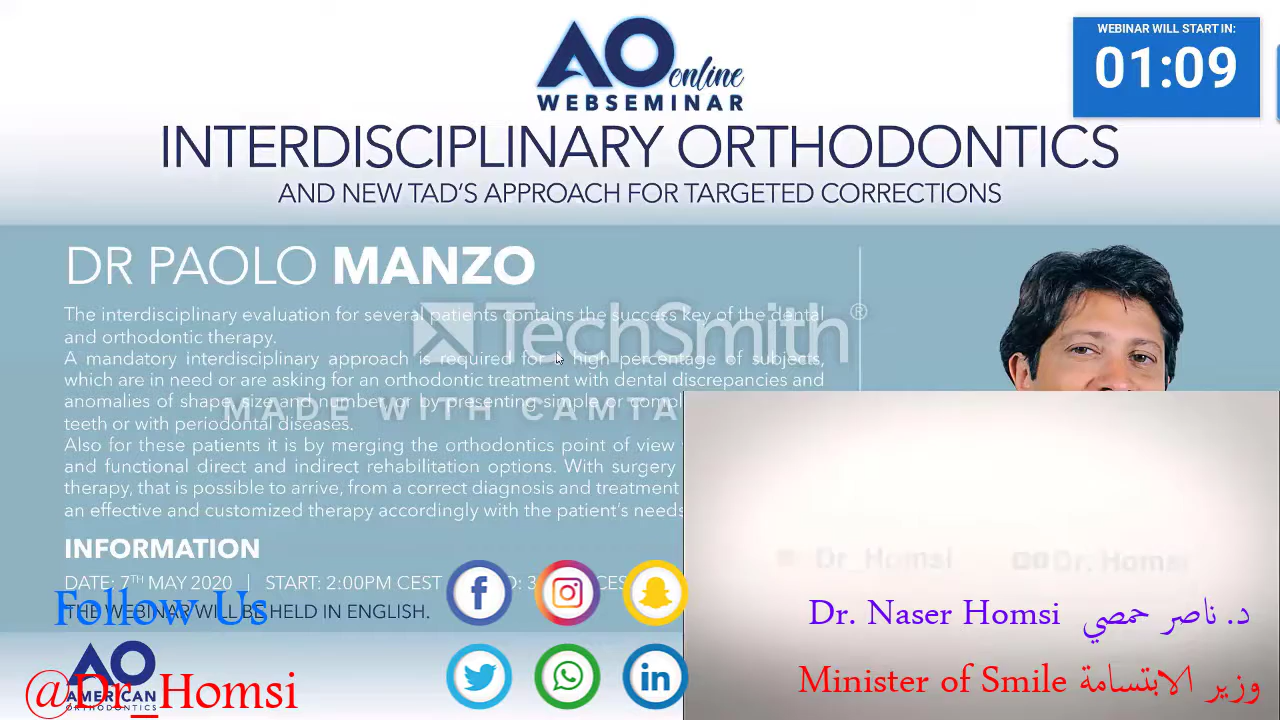 AO online
WEBSEMINAR
WEBINAR WILL START IN:
01:09
INTERDISCIPLINARY ORTHODONTICS
AND NEW TAD'S APPROACH FOR TARGETED CORRECTIONS
DR PAOLO MANZO
The interdisciplinary evaluation for several patients contains the success key of the dental
and orthodontic therapy.
A mandatory interdisciplinary approach is required for a high percentage of subjects,
which are in need or are asking for an orthodontic treatment with dental discrepancies and
anomalies of shape, size and number, or by presenting simple or
teeth or with periodontal diseases.
Also for these patients it is by merging the orthodontics point of view
and functional direct and indirect rehabilitation options. With surgery
therapy, that is possible to arrive, from a correct diagnosis and treatment
an effective and customized therapy accordingly with the patient's needs
TechSmith®
MADE WITH
INFORMATION
DATE: 7TH MAY 2020 | START: 2:00PM CEST
THE WEBINAR WILL BE HELD IN ENGLISH.
Follow Us
AO
AMERICAN
ORTHODONTICS
@Dr_Homsi
Dr_Homsi
Dr. Homsi
Dr. Naser Homsi د. ناصر حمصي
Minister of Smile وزير الابتسامة